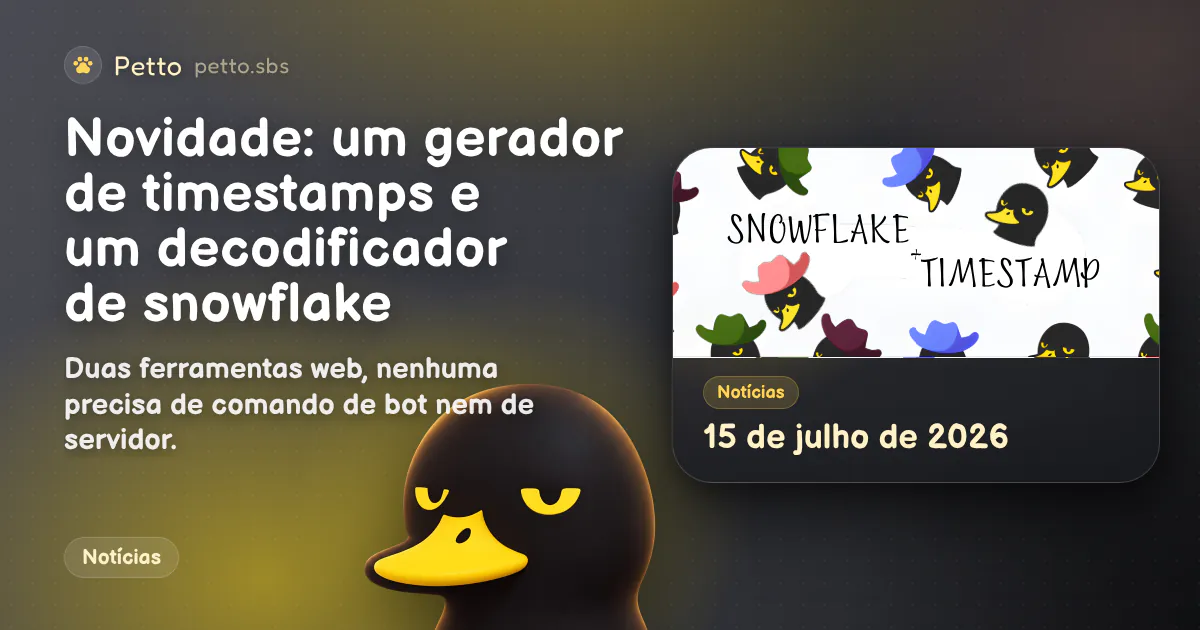 Petto petto.sbs
Novidade: um gerador
de timestamps e
um decodificador
de snowflake
Duas ferramentas web, nenhuma
precisa de comando de bot nem de
servidor.
Notícias
SNOWFLAKE
+
TIMESTAMP
Notícias
15 de julho de 2026